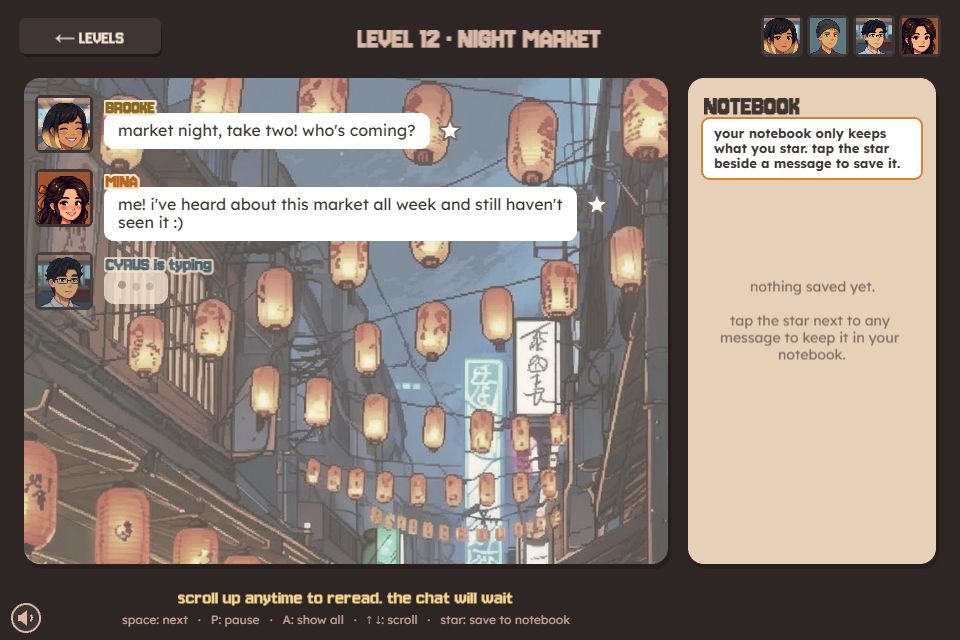 ← LEVELS
LEVEL 12 · NIGHT MARKET
BROOKE
market night, take two! who's coming?
MINA
me! i've heard about this market all week and still haven't
seen it :)
CYRUS is typing
NOTEBOOK
your notebook only keeps
what you star. tap the star
beside a message to save it.
nothing saved yet.
tap the star next to any
message to keep it in your
notebook.
scroll up anytime to reread. the chat will wait
space: next · P: pause · A: show all · ↑↓: scroll · star: save to notebook